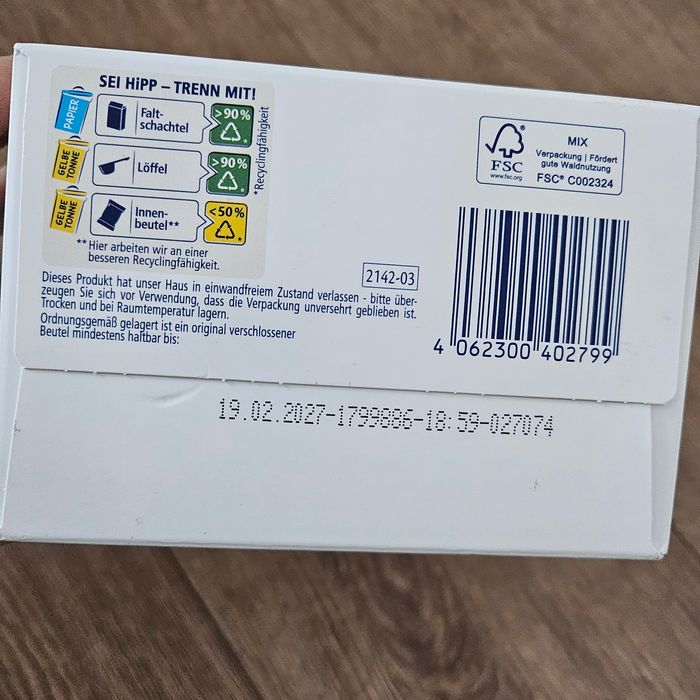 SEI HiPP – TRENN MIT!
PAPIER
Falt-
schachtel
>90%
*
GELBE
TONNE
Löffel
>90%
*
GELBE
TONNE
Innen-
beutel**
<50%
*
*Recyclingfähigkeit
**Hier arbeiten wir an einer
besseren Recyclingfähigkeit.
FSC
www.fsc.org
MIX
Verpackung | Fördert
gute Waldnutzung
FSC® C002324
2142-03
Dieses Produkt hat unser Haus in einwandfreiem Zustand verlassen - bitte über-
zeugen Sie sich vor Verwendung, dass die Verpackung unversehrt geblieben ist.
Trocken und bei Raumtemperatur lagern.
Ordnungsgemäß gelagert ist ein original verschlossener
Beutel mindestens haltbar bis:
4 062300 402799
19.02.2027-1799886-18:59-027074